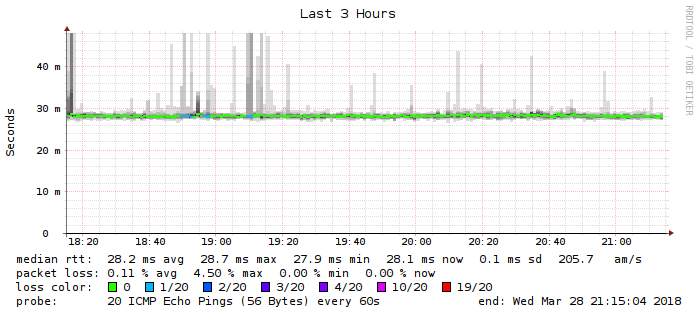 Last 3 Hours
RRDTOOL / TOBI OETIKER
Seconds
40 m
30 m
20 m
10 m
0
18:20 18:40 19:00 19:20 19:40 20:00 20:20 20:40 21:00
median rtt: 28.2 ms avg 28.7 ms max 27.9 ms min 28.1 ms now 0.1 ms sd 205.7 am/s
packet loss: 0.11 % avg 4.50 % max 0.00 % min 0.00 % now
loss color: 0 1/20 2/20 3/20 4/20 10/20 19/20
probe: 20 ICMP Echo Pings (56 Bytes) every 60s end: Wed Mar 28 21:15:04 2018